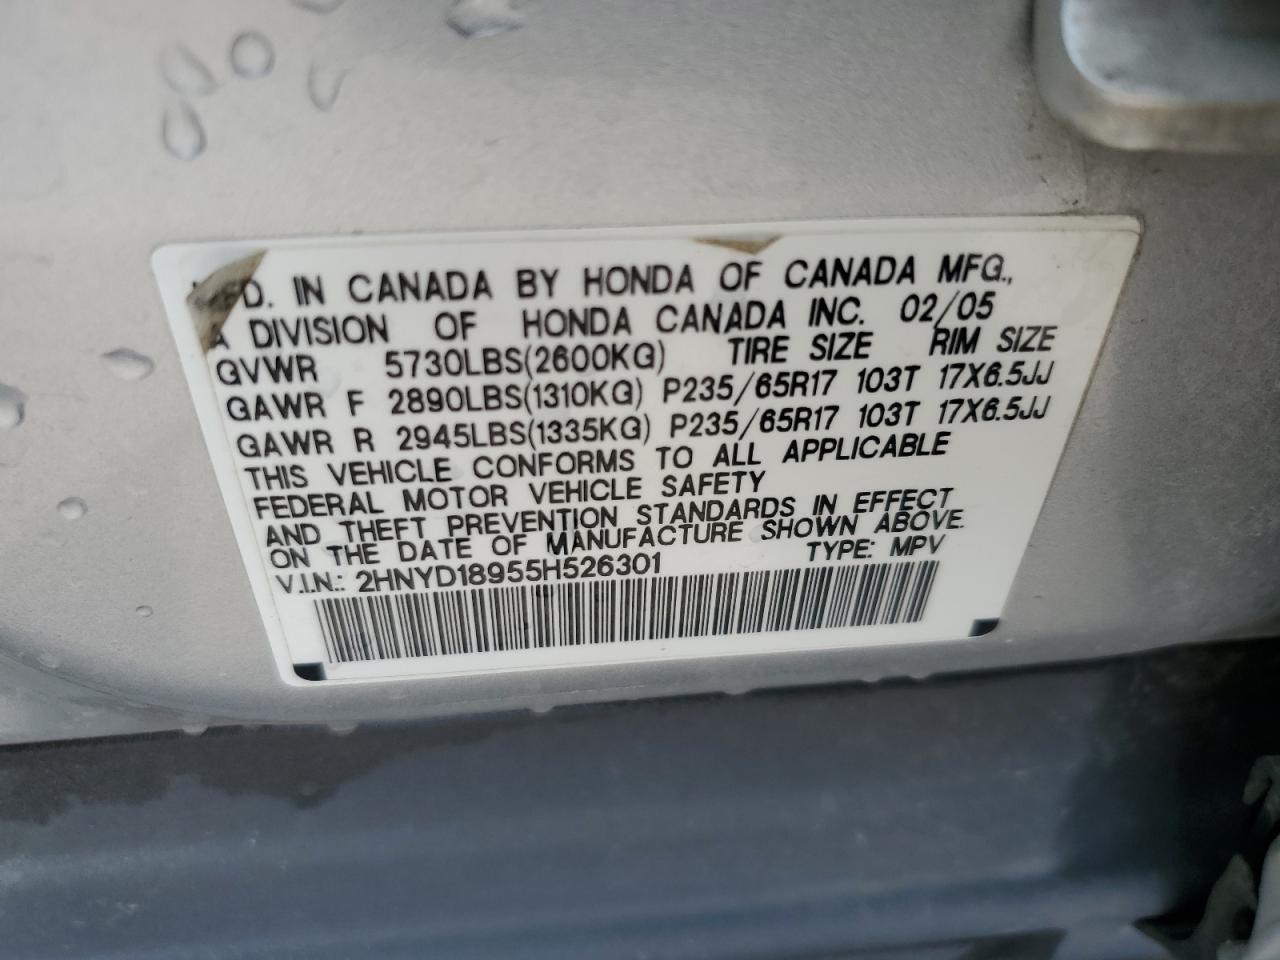 MFD. IN CANADA BY HONDA OF CANADA MFG.,
A DIVISION OF HONDA CANADA INC. 02/05
GVWR 5730LBS(2600KG) TIRE SIZE RIM SIZE
GAWR F 2890LBS(1310KG) P235/65R17 103T 17X6.5JJ
GAWR R 2945LBS(1335KG) P235/65R17 103T 17X6.5JJ
THIS VEHICLE CONFORMS TO ALL APPLICABLE
FEDERAL MOTOR VEHICLE SAFETY
AND THEFT PREVENTION STANDARDS IN EFFECT
ON THE DATE OF MANUFACTURE SHOWN ABOVE.
V.I.N.: 2HNYD18955H526301 TYPE: MPV